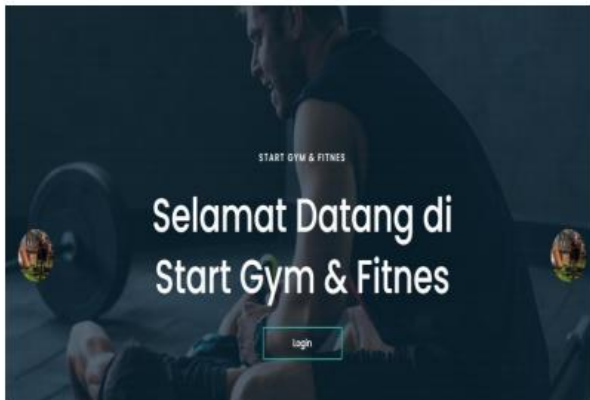 START GYM & FITNES
Selamat Datang di
Start Gym & Fitnes
Login